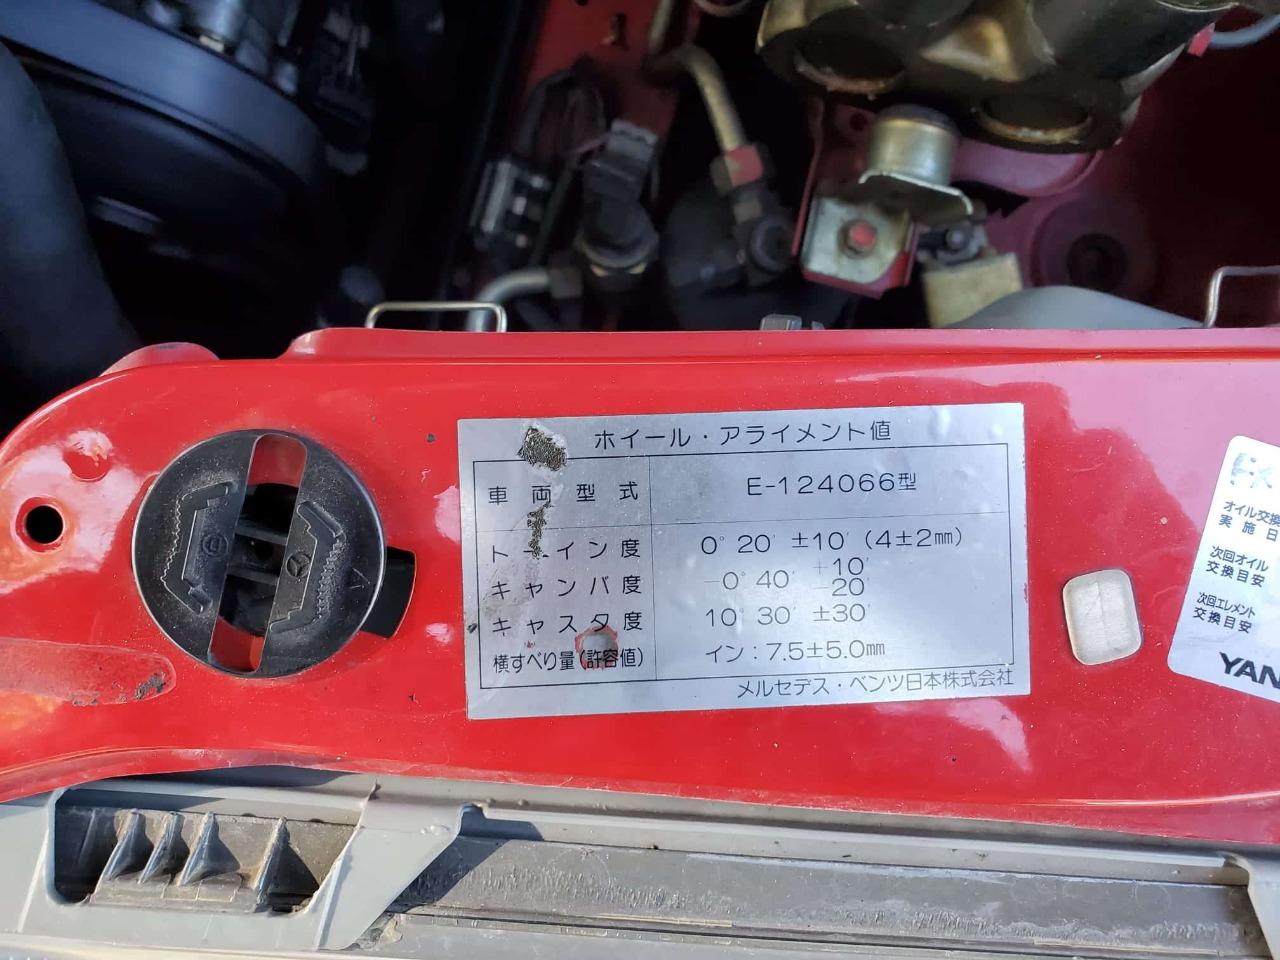 ホイール・アライメント値
車両型式 E-124066型
トーイン度 0° 20′ ±10′ (4±2mm)
キャンバ度 -0° 40′ +10′ -20′
キャスタ度 10° 30′ ±30′
横すべり量(許容値) イン:7.5±5.0mm
メルセデス・ベンツ日本株式会社
オイル交換
実施日
次回オイル
交換目安
次回エレメント
交換目安
YAN